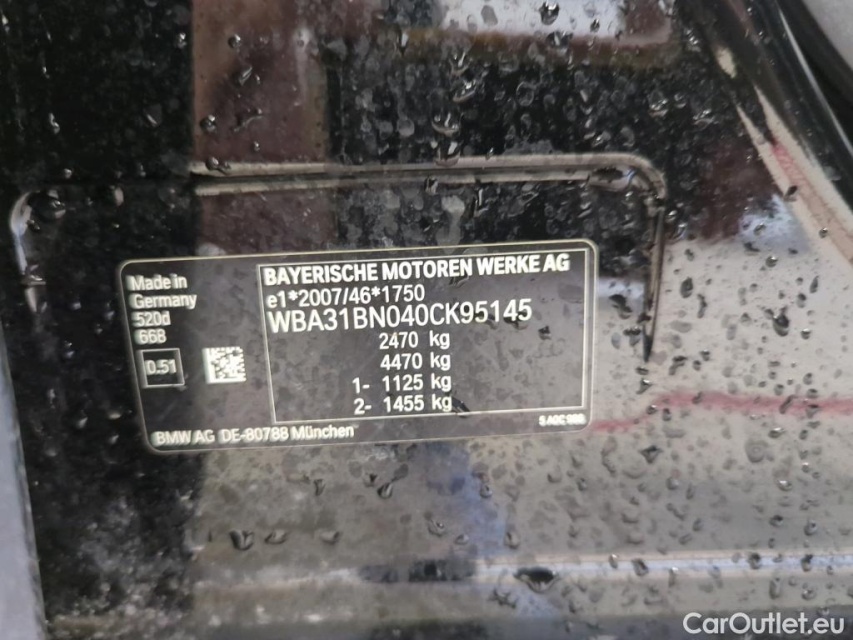 Made in
Germany
520d
668
0.51
BAYERISCHE MOTOREN WERKE AG
e1*2007/46*1750
WBA31BN040CK95145
2470 kg
4470 kg
1- 1125 kg
2- 1455 kg
BMW AG DE-80788 München
CarOutlet.eu